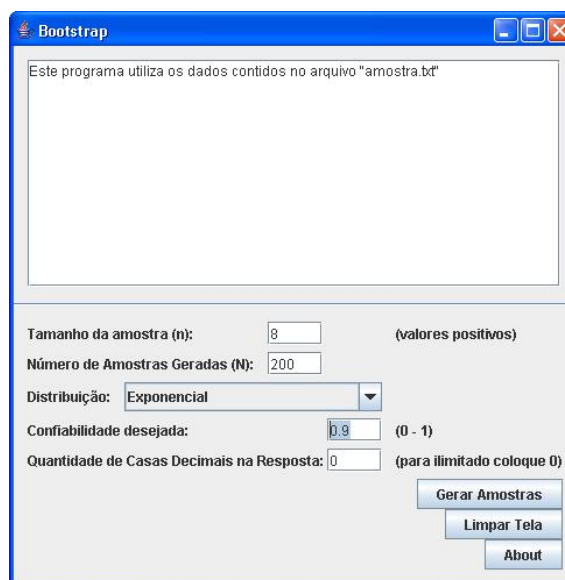 Bootstrap
Este programa utiliza os dados contidos no arquivo "amostra.txt"
Tamanho da amostra (n): 8 (valores positivos)
Número de Amostras Geradas (N): 200
Distribuição: Exponencial
Confiabilidade desejada: 0.9 (0 - 1)
Quantidade de Casas Decimais na Resposta: 0 (para ilimitado coloque 0)
Gerar Amostras
Limpar Tela
About